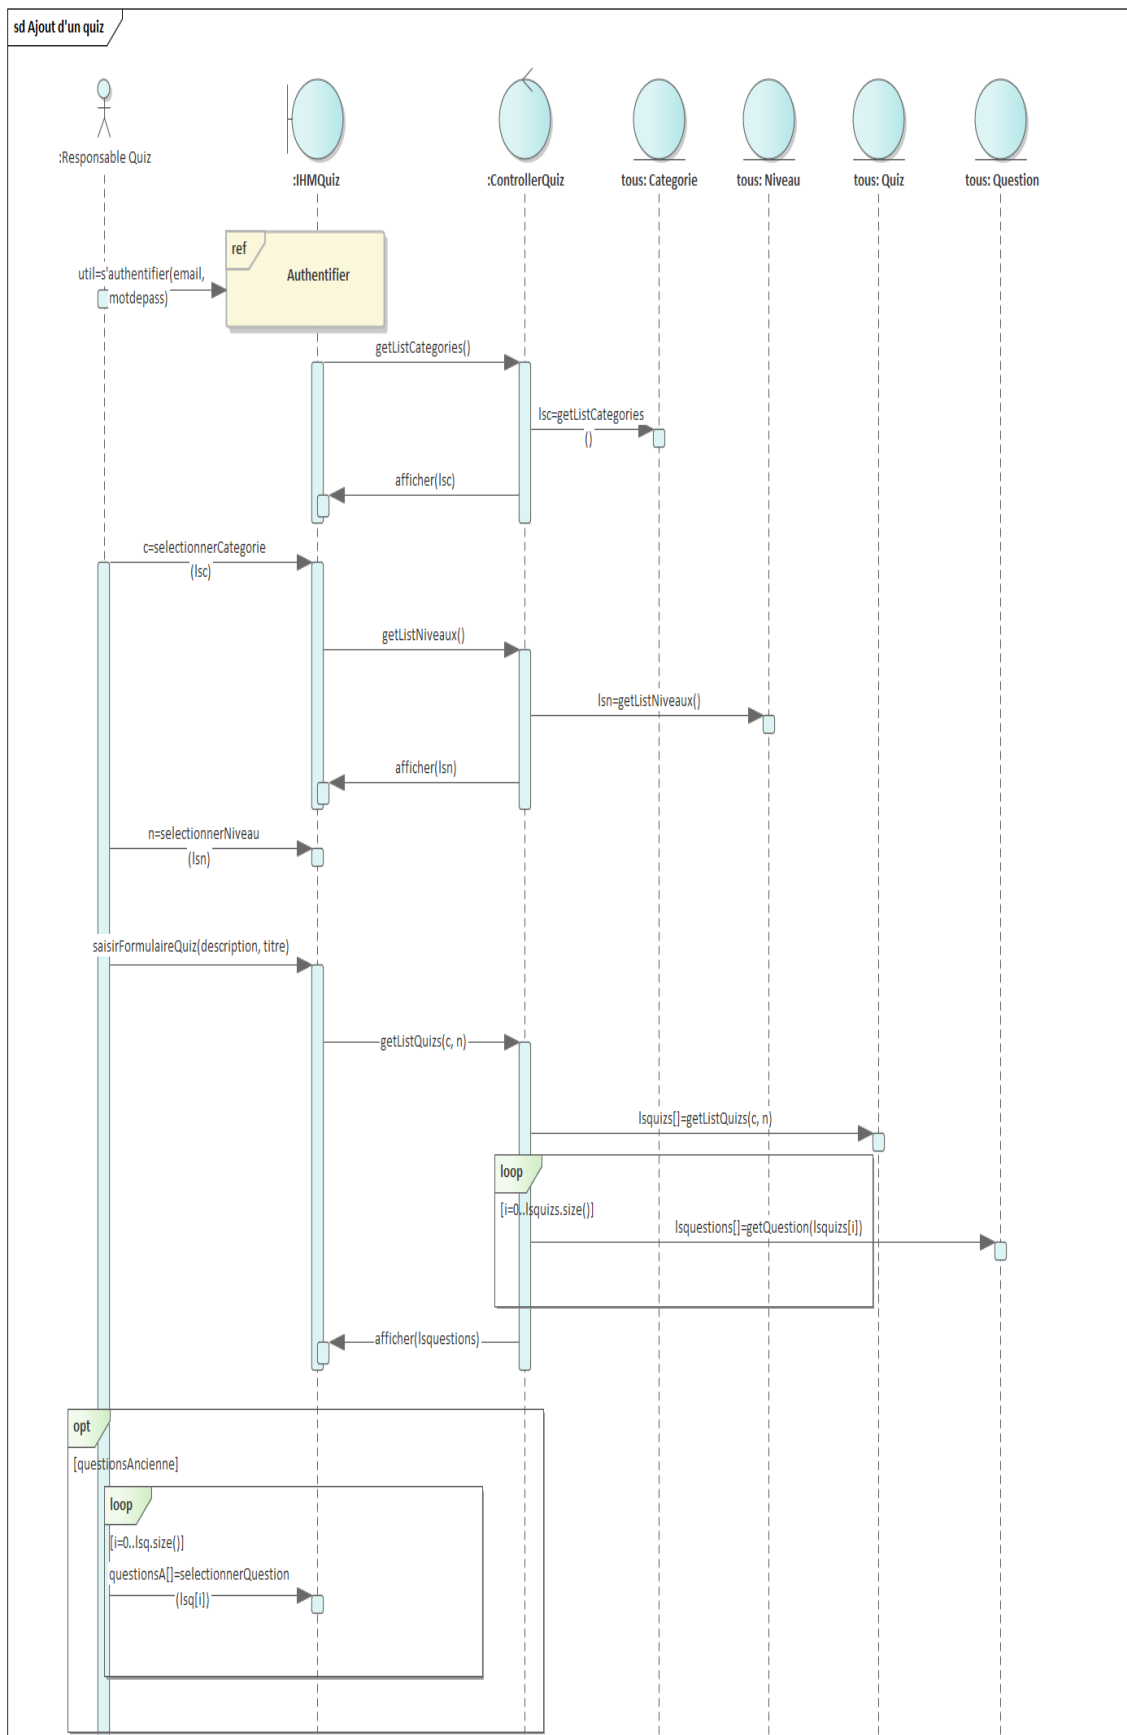 sd Ajout d'un quiz
:Responsable Quiz
:IHMQuiz
:ControllerQuiz
tous: Categorie
tous: Niveau
tous: Quiz
tous: Question
ref
Authentifier
util=s'authentifier(email,
motdepass)
getListCategories()
lsc=getListCategories
()
afficher(lsc)
c=selectionnerCategorie
(lsc)
getListNiveaux()
lsn=getListNiveaux()
afficher(lsn)
n=selectionnerNiveau
(lsn)
saisirFormulaireQuiz(description, titre)
getListQuizs(c, n)
lsquizs[]=getListQuizs(c, n)
loop
[i=0..lsquizs.size()]
lsquestions[]=getQuestion(lsquizs[i])
afficher(lsquestions)
opt
[questionsAncienne]
loop
[i=0..lsq.size()]
questionsA[]=selectionnerQuestion
(lsq[i])